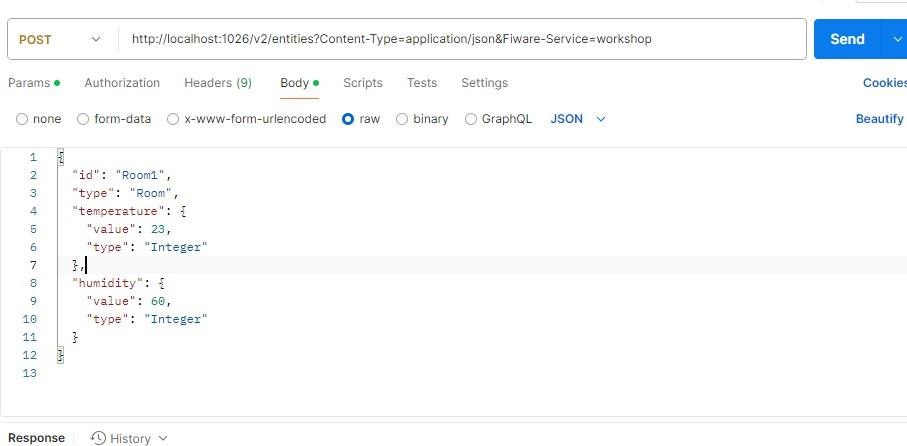 POST http://localhost:1026/v2/entities?Content-Type=application/json&Fiware-Service=workshop Send
Params Authorization Headers (9) Body Scripts Tests Settings Cookies
none form-data x-www-form-urlencoded raw binary GraphQL JSON Beautify
1 {
2 "id": "Room1",
3 "type": "Room",
4 "temperature": {
5 "value": 23,
6 "type": "Integer"
7 },
8 "humidity": {
9 "value": 60,
10 "type": "Integer"
11 }
12 }
13
Response History